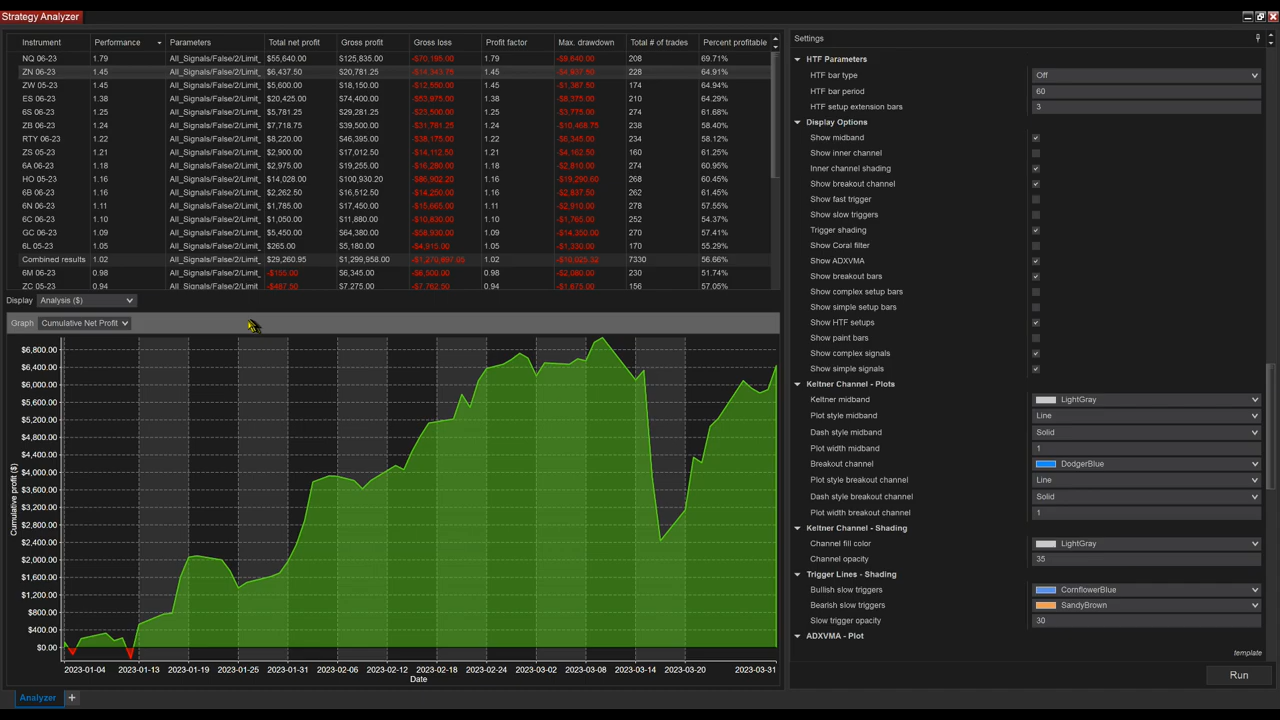 Strategy Analyzer
Instrument Performance Parameters Total net profit Gross profit Gross loss Profit factor Max. drawdown Total # of trades Percent profitable
NQ 06-23 1.79 All_Signals/False/2/Limit_ $55,640.00 $125,835.00 -$70,195.00 1.79 -$9,640.00 208 69.71%
ZN 06-23 1.45 All_Signals/False/2/Limit_ $6,437.50 $20,781.25 -$14,343.75 1.45 -$4,937.50 228 64.91%
ZW 05-23 1.45 All_Signals/False/2/Limit_ $5,600.00 $18,150.00 -$12,550.00 1.45 -$1,387.50 174 64.94%
ES 06-23 1.38 All_Signals/False/2/Limit_ $20,425.00 $74,400.00 -$53,975.00 1.38 -$8,375.00 210 64.29%
6S 06-23 1.25 All_Signals/False/2/Limit_ $5,781.25 $29,281.25 -$23,500.00 1.25 -$3,775.00 274 61.68%
ZB 06-23 1.24 All_Signals/False/2/Limit_ $7,718.75 $39,500.00 -$31,781.25 1.24 -$10,468.75 238 58.40%
RTY 06-23 1.22 All_Signals/False/2/Limit_ $8,220.00 $46,395.00 -$38,175.00 1.22 234 58.12%
ZS 05-23 1.21 All_Signals/False/2/Limit_ $2,900.00 $17,012.50 -$14,112.50 1.21 -$4,162.50 160 61.25%
6A 06-23 1.18 All_Signals/False/2/Limit_ $2,975.00 $19,255.00 -$16,280.00 1.18 -$2,810.00 274 60.95%
HO 05-23 1.16 All_Signals/False/2/Limit_ $14,028.00 $100,930.20 -$86,902.20 1.16 268 60.45%
6B 06-23 1.16 All_Signals/False/2/Limit_ $2,262.50 $16,512.50 -$14,250.00 1.16 -$2,837.50 262 61.45%
6N 06-23 1.11 All_Signals/False/2/Limit_ $1,785.00 $17,450.00 -$15,665.00 1.11 -$2,910.00 278 57.55%
6C 06-23 1.10 All_Signals/False/2/Limit_ $1,050.00 $11,880.00 -$10,830.00 1.10 -$1,765.00 252 54.37%
GC 06-23 1.09 All_Signals/False/2/Limit_ $5,450.00 $64,380.00 -$58,930.00 1.09 -$14,350.00 270 57.41%
6L 05-23 1.05 All_Signals/False/2/Limit_ $265.00 $5,180.00 -$4,915.00 1.05 -$1,330.00 170 55.29%
Combined results 1.02 All_Signals/False/2/Limit_ $29,260.95 $1,299,958.00 1.02 -$10,025.32 7330 56.66%
6M 06-23 0.98 All_Signals/False/2/Limit_ -$155.00 $6,345.00 -$6,500.00 0.98 -$2,080.00 230 51.74%
ZC 05-23 0.94 All_Signals/False/2/Limit_ -$487.50 $7,275.00 -$7,762.50 0.94 -$1,675.00 156 57.05%
Display Analysis ($)
Graph Cumulative Net Profit
$6,800.00
$6,400.00
$6,000.00
$5,600.00
$5,200.00
$4,800.00
$4,400.00
$4,000.00
$3,600.00
$3,200.00
$2,800.00
$2,400.00
$2,000.00
$1,600.00
$1,200.00
$800.00
$400.00
$0.00
Cumulative profit ($)
2023-01-04 2023-01-13 2023-01-19 2023-01-25 2023-01-31 2023-02-06 2023-02-12 2023-02-18 2023-02-24 2023-03-02 2023-03-08 2023-03-14 2023-03-20 2023-03-31
Date
Analyzer +
Settings
HTF Parameters
HTF bar type Off
HTF bar period 60
HTF setup extension bars 3
Display Options
Show midband
Show inner channel
Inner channel shading
Show breakout channel
Show fast trigger
Show slow triggers
Trigger shading
Show Coral filter
Show ADXVMA
Show breakout bars
Show complex setup bars
Show simple setup bars
Show HTF setups
Show paint bars
Show complex signals
Show simple signals
Keltner Channel - Plots
Keltner midband LightGray
Plot style midband Line
Dash style midband Solid
Plot width midband 1
Breakout channel DodgerBlue
Plot style breakout channel Line
Dash style breakout channel Solid
Plot width breakout channel 1
Keltner Channel - Shading
Channel fill color LightGray
Channel opacity 35
Trigger Lines - Shading
Bullish slow triggers CornflowerBlue
Bearish slow triggers SandyBrown
Slow trigger opacity 30
ADXVMA - Plot
template
Run